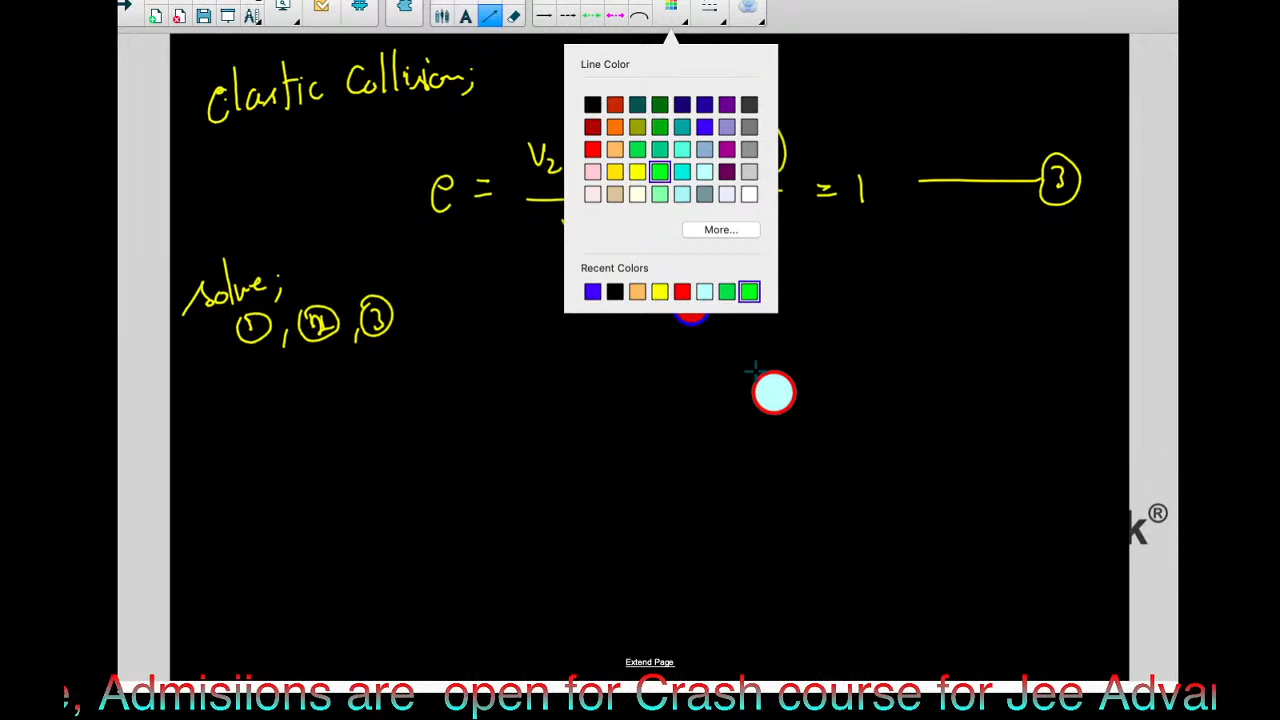 Elastic Collision;
Line Color
e = V2 = 1 3
More...
Recent Colors
solve;
1, 2, 3
k®
Extend Page
e, Admisiions are open for Crash course for Jee Advan